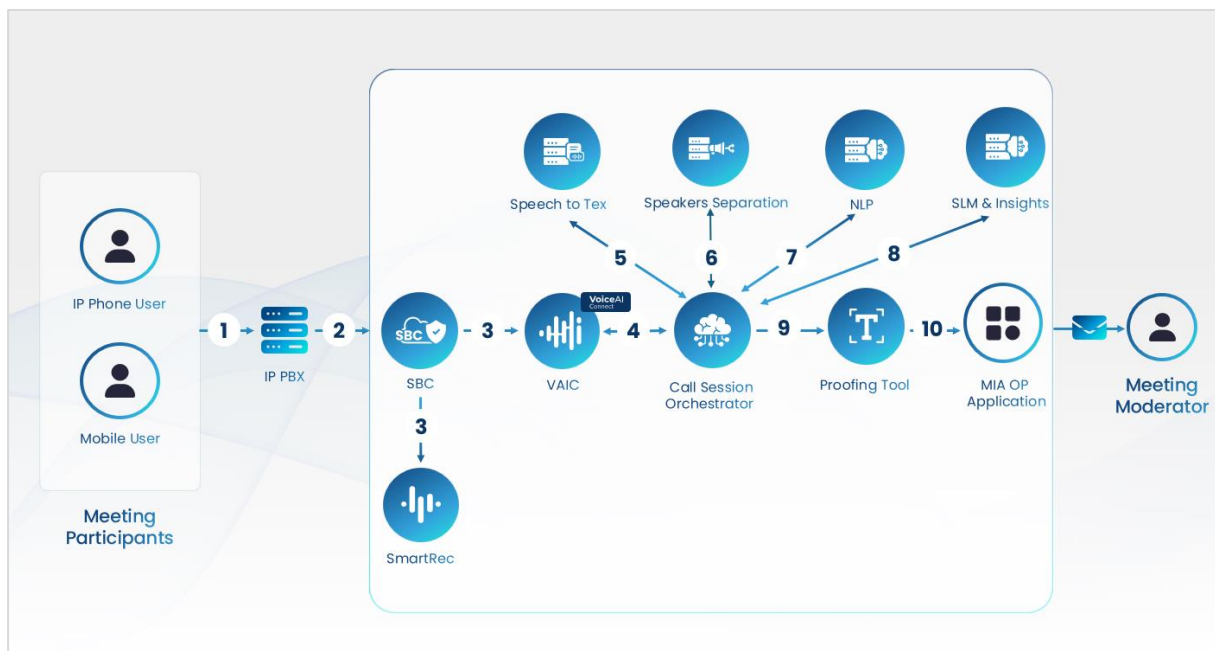 Speech to Tex
Speakers Separation
NLP
SLM & Insights
5
6
7
8
IP Phone User
Mobile User
Meeting
Participants
1
IP PBX
2
SBC
SBC
3
3
SmartRec
VoiceAI
Connect
VAIC
4
Call Session
Orchestrator
9
T
Proofing Tool
10
MIA OP
Application
Meeting
Moderator